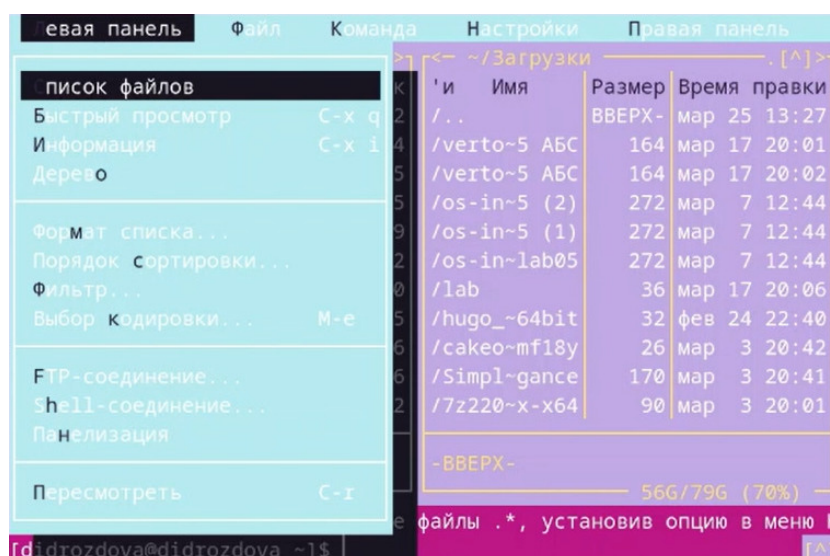 Левая панель Файл Команда Настройки Правая панель
Список файлов
Быстрый просмотр C-x q
Информация C-x i
Дерево
Формат списка...
Порядок сортировки...
Фильтр...
Выбор кодировки... M-e
FTP-соединение...
Shell-соединение...
Панелизация
Пересмотреть C-r
<─ ~/Загрузки .[^]>
'и Имя Размер Время правки
/.. ВВЕРХ- мар 25 13:27
/verto~5 АБС 164 мар 17 20:01
/verto~5 АБС 164 мар 17 20:02
/os-in~5 (2) 272 мар 7 12:44
/os-in~5 (1) 272 мар 7 12:44
/os-in~lab05 272 мар 7 12:44
/lab 36 мар 17 20:06
/hugo_~64bit 32 фев 24 22:40
/cakeo~mf18y 26 мар 3 20:42
/Simpl~gance 170 мар 3 20:41
/7z220~x-x64 90 мар 3 20:01
-ВВЕРХ-
56G/79G (70%)
е файлы .*, установив опцию в меню
[didrozdova@didrozdova ~]$ [^